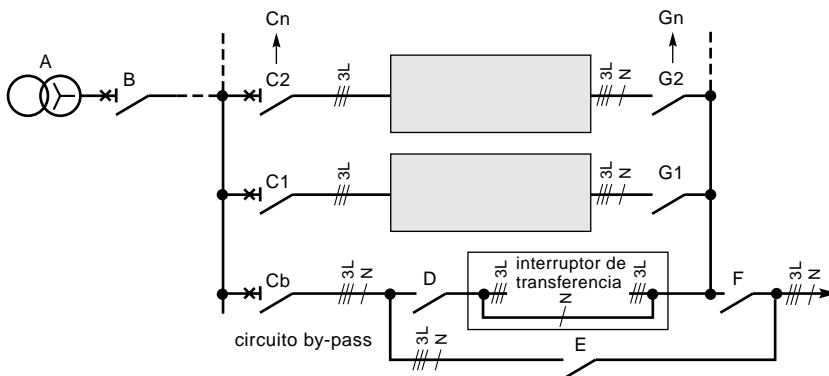 Cn
Gn
A
B
C2
3L
3L
N
G2
C1
3L
3L
N
G1
Cb
3L
N
D
3L
interruptor de
transferencia
3L
N
F
3L
N
circuito by-pass
3L
N
E